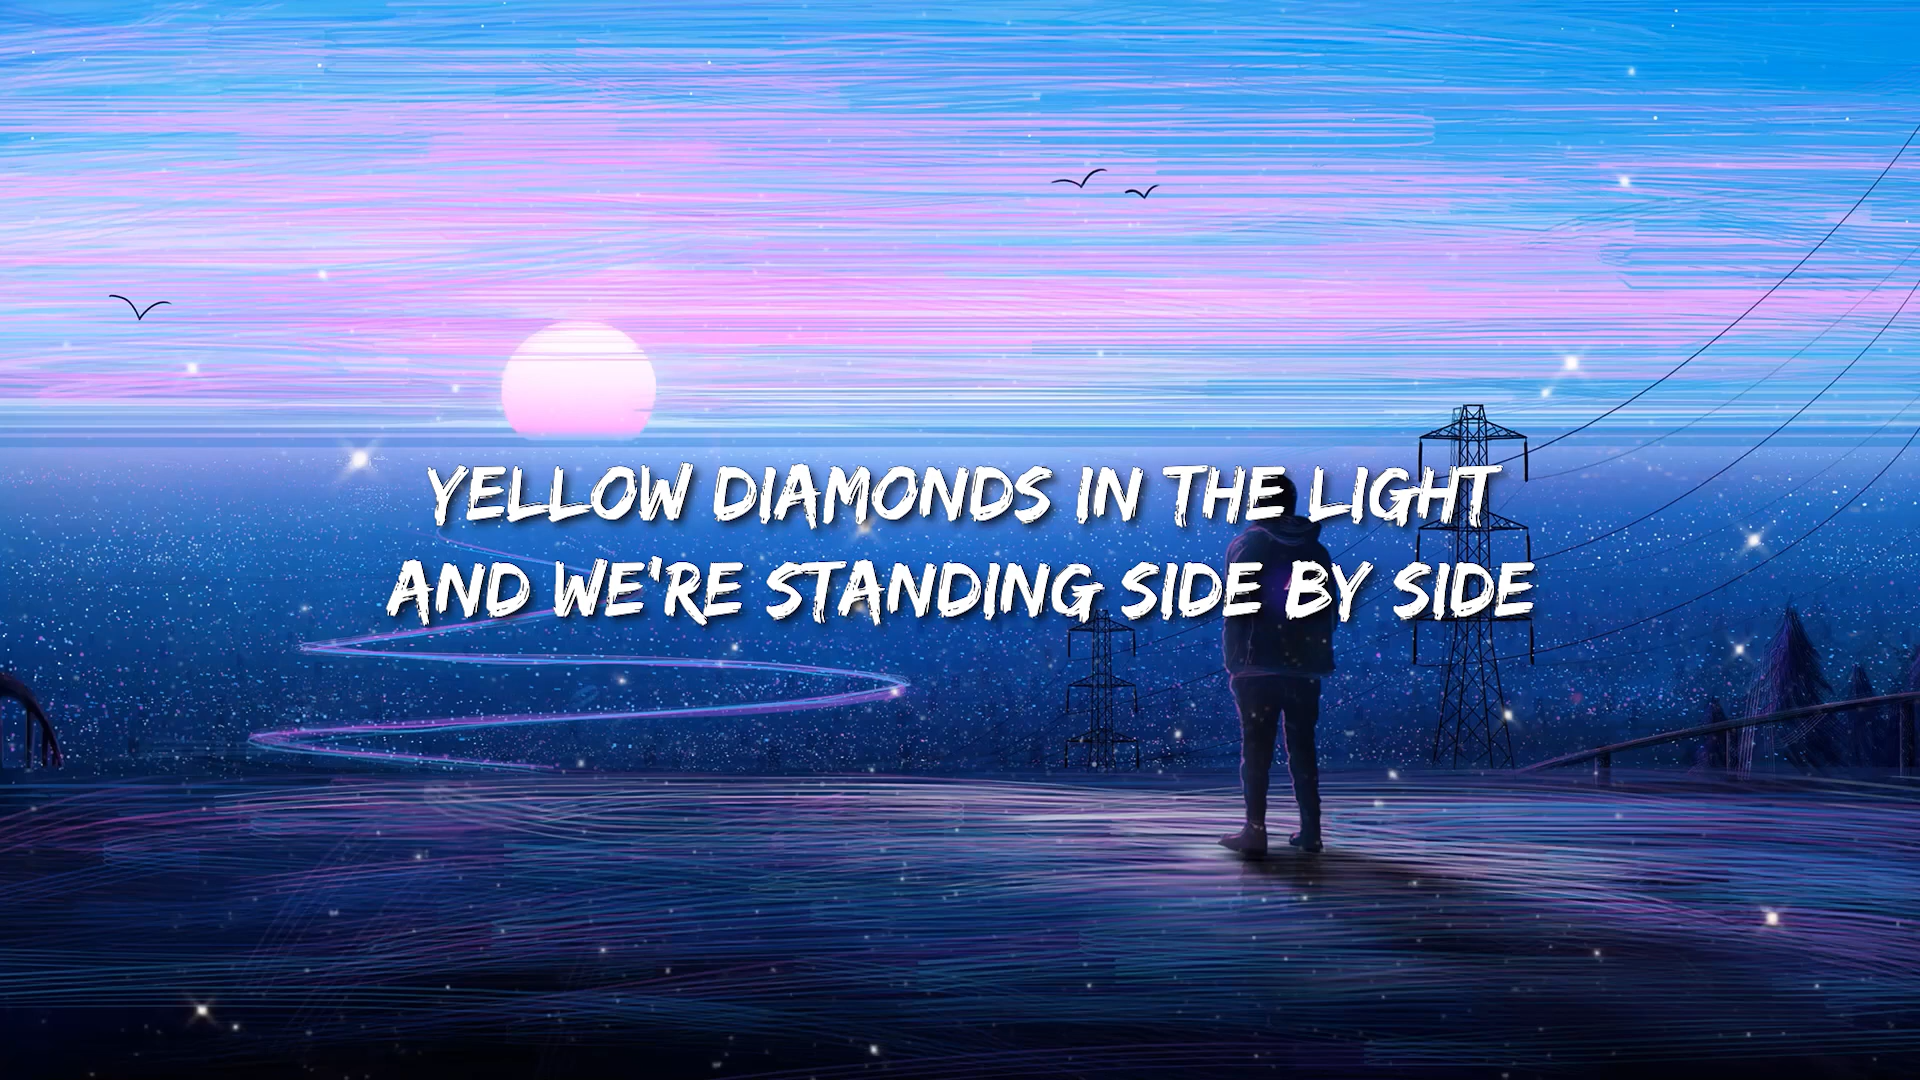 YELLOW DIAMONDS IN THE LIGHT
AND WE'RE STANDING SIDE BY SIDE